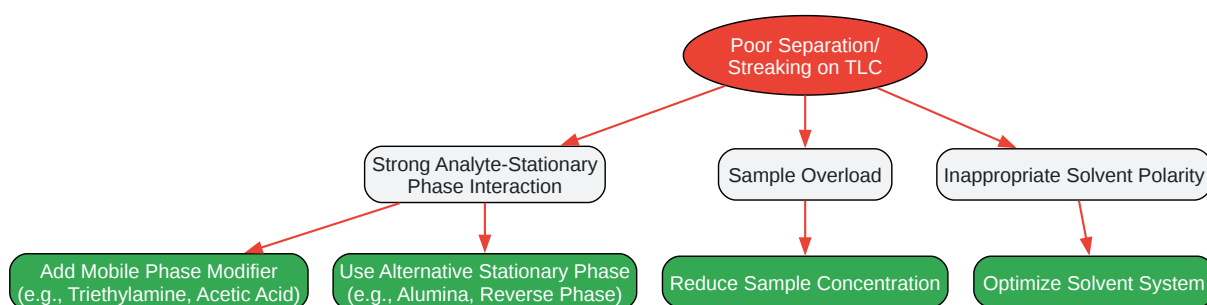 Poor Separation/
Streaking on TLC
Strong Analyte-Stationary
Phase Interaction
Sample Overload
Inappropriate Solvent Polarity
Add Mobile Phase Modifier
(e.g., Triethylamine, Acetic Acid)
Use Alternative Stationary Phase
(e.g., Alumina, Reverse Phase)
Reduce Sample Concentration
Optimize Solvent System